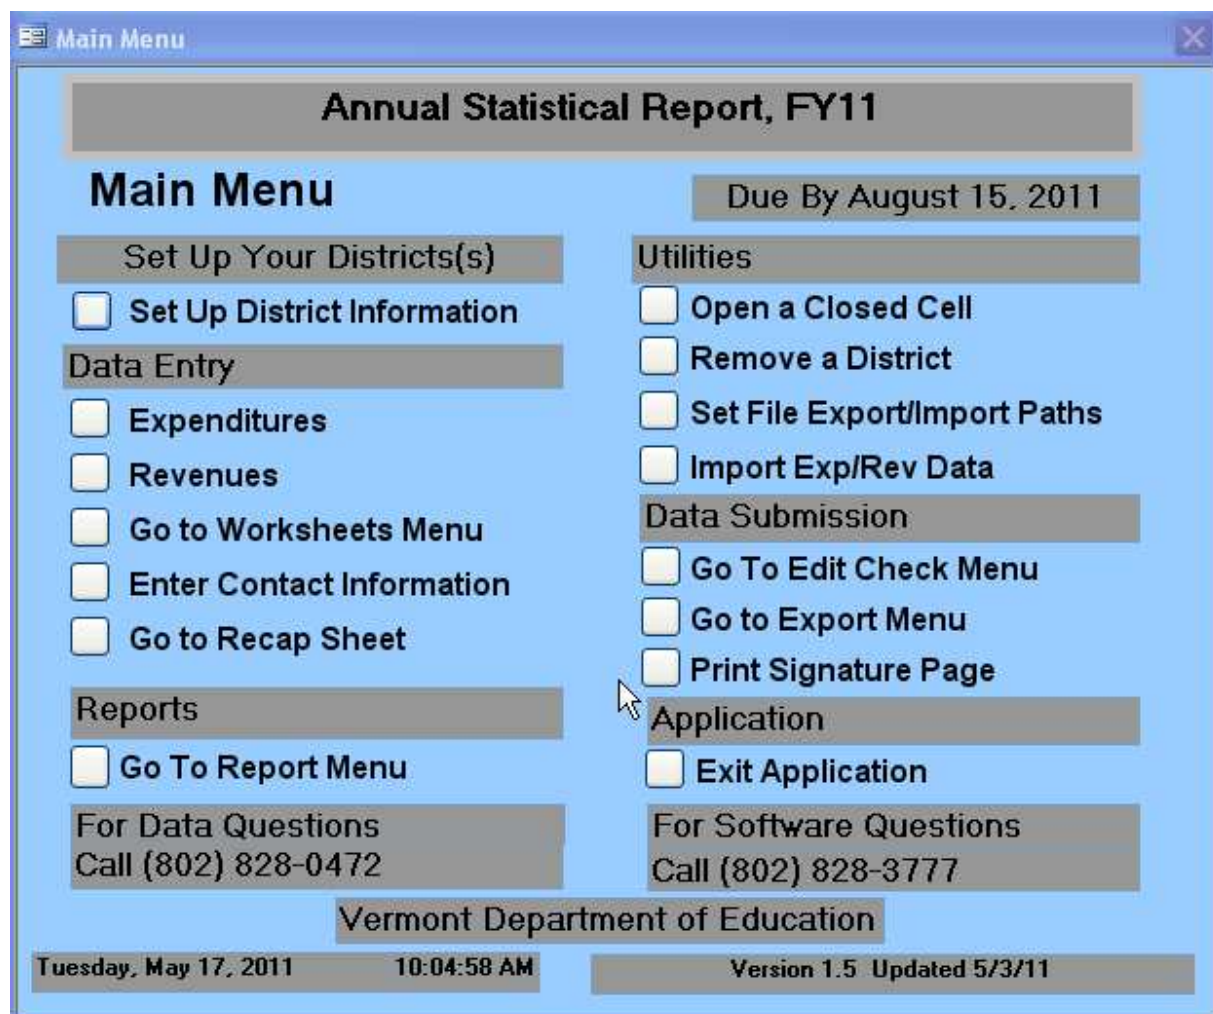 Main Menu
Annual Statistical Report, FY11
Main Menu
Due By August 15, 2011
Set Up Your Districts(s)
Set Up District Information
Data Entry
Expenditures
Revenues
Go to Worksheets Menu
Enter Contact Information
Go to Recap Sheet
Reports
Go To Report Menu
For Data Questions
Call (802) 828-0472
Utilities
Open a Closed Cell
Remove a District
Set File Export/Import Paths
Import Exp/Rev Data
Data Submission
Go To Edit Check Menu
Go to Export Menu
Print Signature Page
Application
Exit Application
For Software Questions
Call (802) 828-3777
Vermont Department of Education
Tuesday, May 17, 2011 10:04:58 AM
Version 1.5 Updated 5/3/11